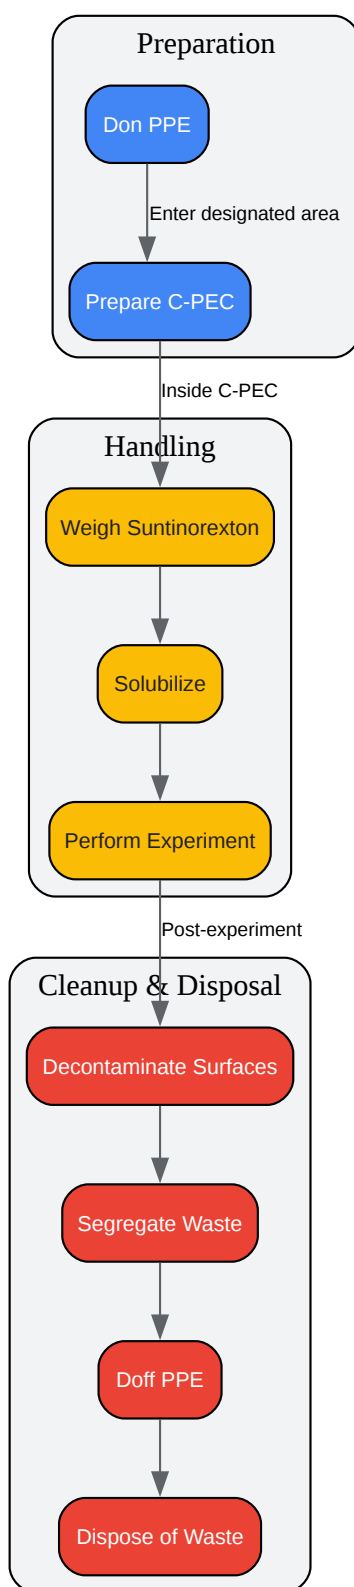 Preparation
Don PPE
Enter designated area
Prepare C-PEC
Inside C-PEC
Handling
Weigh Suntinorexton
Solubilize
Perform Experiment
Post-experiment
Cleanup & Disposal
Decontaminate Surfaces
Segregate Waste
Doff PPE
Dispose of Waste